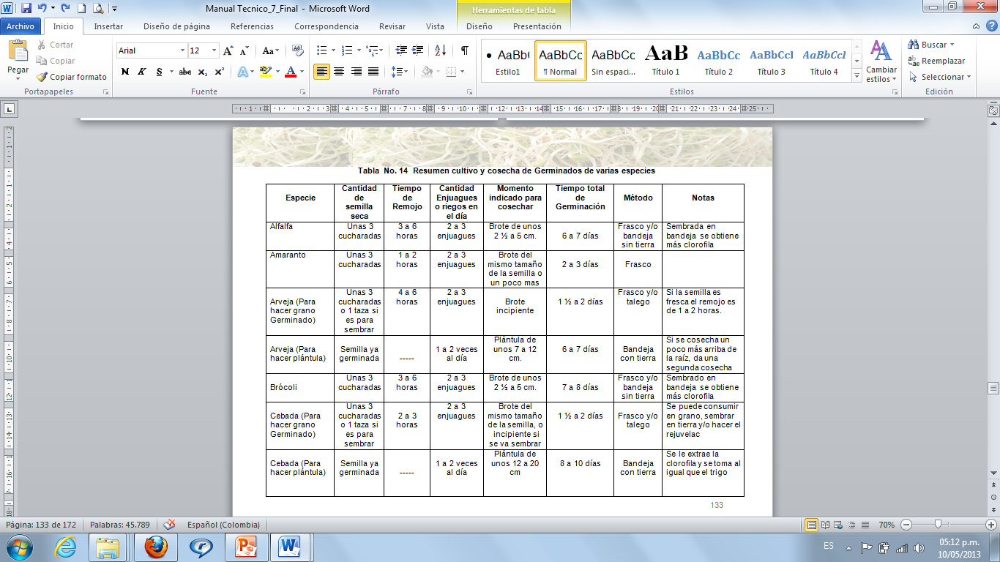 Manual Tecnico_7_Final - Microsoft Word
Herramientas de tabla
Archivo Inicio Insertar Diseño de página Referencias Correspondencia Revisar Vista Diseño Presentación
Pegar
Cortar
Copiar
Copiar formato
Portapapeles
Arial 12
Fuente
Párrafo
AaBbC AaBbCc AaBbCc AaB AaBbCc AaBbCcI AaBbCcI
Estilo1 ¶ Normal Sin espaci... Título 1 Título 2 Título 3 Título 4
Estilos
Cambiar
estilos
Buscar
Reemplazar
Seleccionar
Edición
Tabla No. 14 Resumen cultivo y cosecha de Germinados de varias especies
Especie
Cantidad
de
semilla
seca
Tiempo
de
Remojo
Cantidad
Enjuagues
o riegos en
el día
Momento
indicado para
cosechar
Tiempo total
de
Germinación
Método
Notas
Alfalfa
Unas 3
cucharadas
3 a 6
horas
2 a 3
enjuagues
Brote de unos
2 ½ a 5 cm.
6 a 7 días
Frasco y/o
bandeja
sin tierra
Sembrada en
bandeja se obtiene
más clorofila
Amaranto
Unas 3
cucharadas
1 a 2
horas
2 a 3
enjuagues
Brote del
mismo tamaño
de la semilla o
un poco mas
2 a 3 días
Frasco
Arveja (Para
hacer grano
Germinado)
Unas 3
cucharadas
o 1 taza si
es para
sembrar
4 a 6
horas
2 a 3
enjuagues
Brote
incipiente
1 ½ a 2 días
Frasco y/o
talego
Si la semilla es
fresca el remojo es
de 1 a 2 horas.
Arveja (Para
hacer plántula)
Semilla ya
germinada
-----
1 a 2 veces
al día
Plántula de
unos 7 a 12
cm.
6 a 7 días
Bandeja
con tierra
Si se cosecha un
poco más arriba de
la raíz, da una
segunda cosecha
Brócoli
Unas 3
cucharadas
3 a 6
horas
2 a 3
enjuagues
Brote de unos
2 ½ a 5 cm.
7 a 8 días
Frasco y/o
bandeja
sin tierra
Sembrado en
bandeja se obtiene
más clorofila
Cebada (Para
hacer grano
Germinado)
Unas 3
cucharadas
o 1 taza si
es para
sembrar
2 a 3
horas
2 a 3
enjuagues
Brote del
mismo tamaño
de la semilla, o
incipiente si
se va sembrar
1 ½ a 2 días
Frasco y/o
talego
Se puede consumir
en grano, sembrar
en tierra y/o hacer el
rejuvelac
Cebada (Para
hacer plántula)
Semilla ya
germinada
-----
1 a 2 veces
al día
Plántula de
unos 12 a 20
cm
8 a 10 días
Bandeja
con tierra
Se le extrae la
clorofila y se toma al
igual que el trigo
133
Página: 133 de 172 Palabras: 45.789 Español (Colombia) 70%
ES
05:12 p.m.
10/05/2013